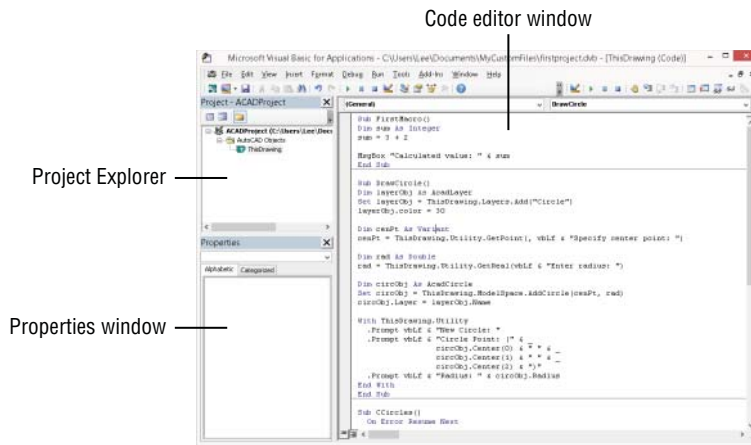 Code editor window
Microsoft Visual Basic for Applications - C:\Users\Lee\Documents\MyCustomFiles\firstproject.dvb - [ThisDrawing (Code)]
File Edit View Insert Format Debug Run Tools Add-Ins Window Help
Project - ACADProject
(General)
DrawCircle
ACADProject (C:\Users\Lee\Docu
AutoCAD Objects
ThisDrawing
Project Explorer
Properties
Alphabetic Categorized
Properties window
Sub FirstMacro()
Dim sum As Integer
sum = 3 + 2
MsgBox "Calculated value: " & sum
End Sub
Sub DrawCircle()
Dim layerObj As AcadLayer
Set layerObj = ThisDrawing.Layers.Add("Circle")
layerObj.color = 30
Dim cenPt As Variant
cenPt = ThisDrawing.Utility.GetPoint(, vbLf & "Specify center point: ")
Dim rad As Double
rad = ThisDrawing.Utility.GetReal(vbLf & "Enter radius: ")
Dim circObj As AcadCircle
Set circObj = ThisDrawing.ModelSpace.AddCircle(cenPt, rad)
circObj.Layer = layerObj.Name
With ThisDrawing.Utility
.Prompt vbLf & "New Circle: "
.Prompt vbLf & "Circle Point: (" & _
circObj.Center(0) & " " & _
circObj.Center(1) & " " & _
circObj.Center(2) & ")"
.Prompt vbLf & "Radius: " & circObj.Radius
End With
End Sub
Sub CCircles()
On Error Resume Next